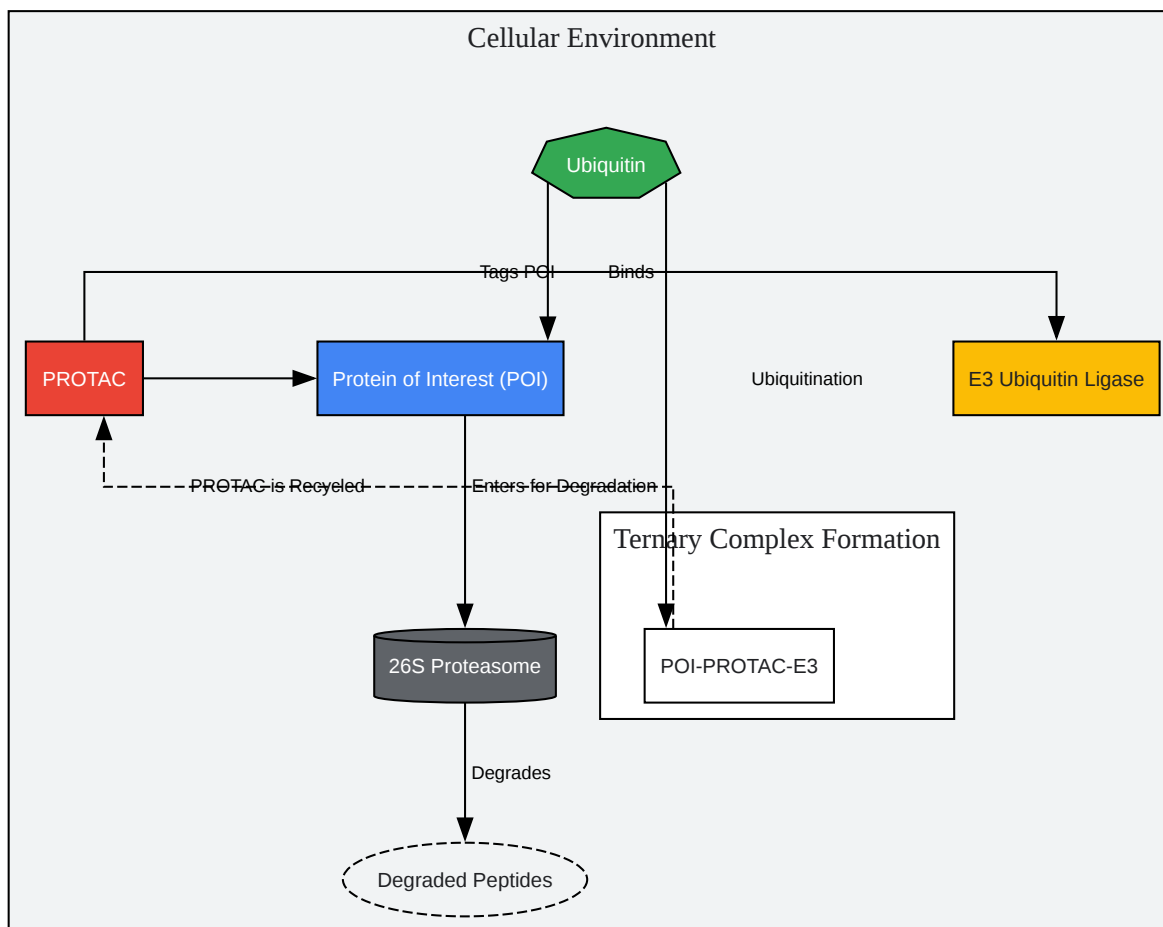 Cellular Environment
Ubiquitin
Tags POI
Binds
PROTAC
Protein of Interest (POI)
Ubiquitination
E3 Ubiquitin Ligase
PROTAC is Recycled
Enters for Degradation
Ternary Complex Formation
26S Proteasome
POI-PROTAC-E3
Degrades
Degraded Peptides